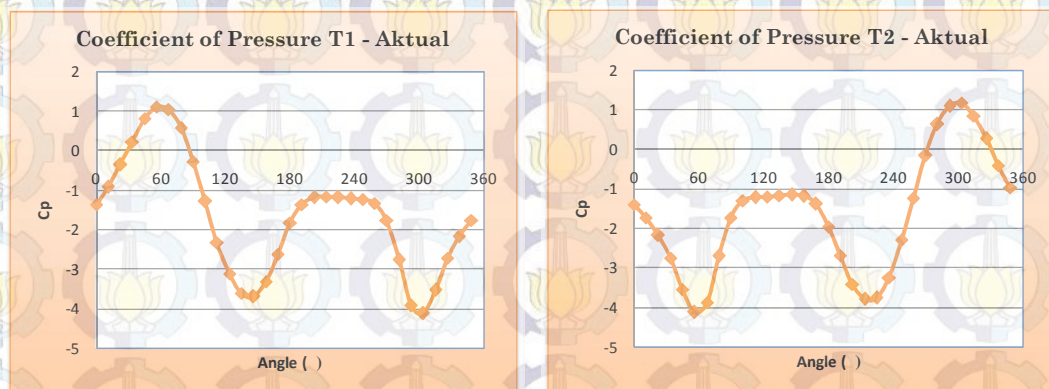 Coefficient of Pressure T1 - Aktual
2
1
0
-1
-2
-3
-4
-5
0 60 120 180 240 300 360
Cp
Angle ( )
Coefficient of Pressure T2 - Aktual
2
1
0
-1
-2
-3
-4
-5
0 60 120 180 240 300 360
Cp
Angle ( )